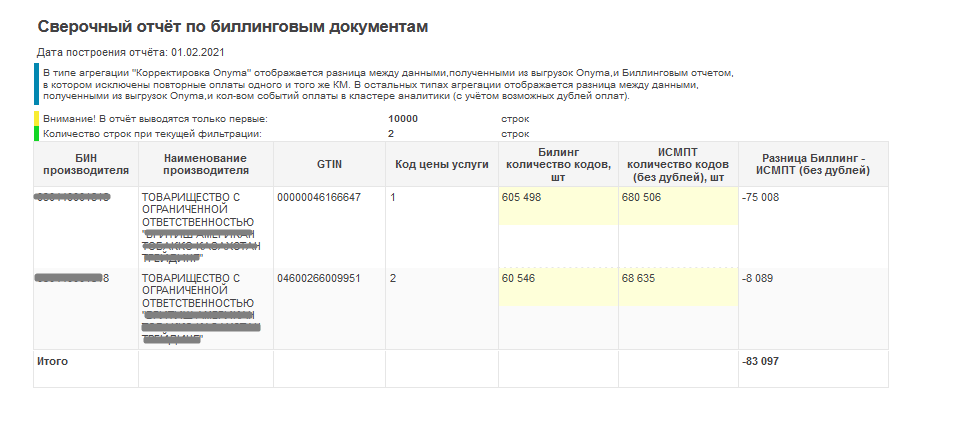 Сверочный отчёт по биллинговым документам
Дата построения отчёта: 01.02.2021
В типе агрегации "Корректировка Onyma" отображается разница между данными,полученными из выгрузок Onyma,и Биллинговым отчетом,
в котором исключены повторные оплаты одного и того же КМ. В остальных типах агрегации отображается разница между данными,
полученными из выгрузок Onyma,и кол-вом событий оплаты в кластере аналитики (с учётом возможных дублей оплат).
Внимание! В отчёт выводятся только первые: 10000 строк
Количество строк при текущей фильтрации: 2 строк
БИН
производителя
Наименование
производителя
GTIN
Код цены услуги
Билинг
количество кодов,
шт
ИСМПТ
количество кодов
(без дублей), шт
Разница Биллинг -
ИСМПТ (без дублей)
ТОВАРИЩЕСТВО С
ОГРАНИЧЕННОЙ
ОТВЕТСТВЕННОСТЬЮ
00000046166647
1
605 498
680 506
-75 008
8
ТОВАРИЩЕСТВО С
ОГРАНИЧЕННОЙ
ОТВЕТСТВЕННОСТЬЮ
04600266009951
2
60 546
68 635
-8 089
Итого
-83 097